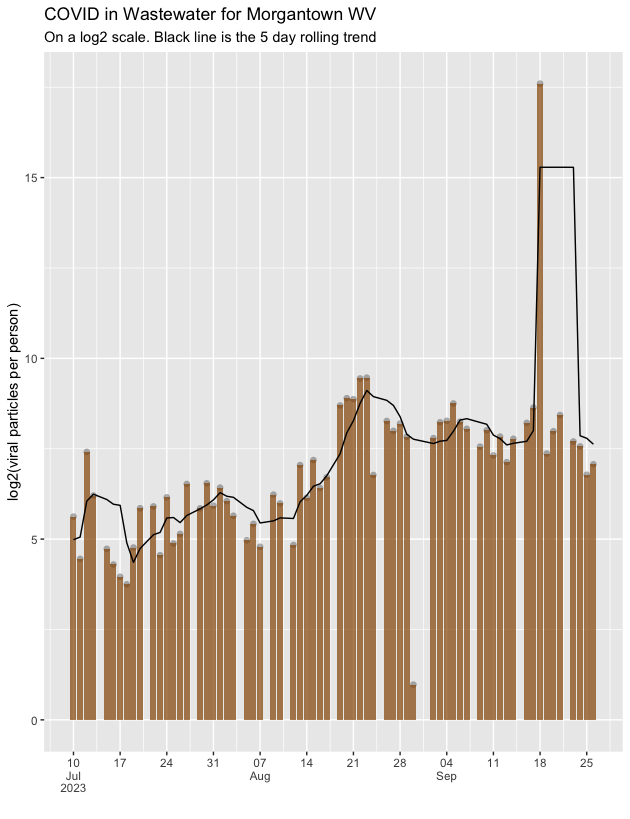 COVID in Wastewater for Morgantown WV
On a log2 scale. Black line is the 5 day rolling trend
log2(viral particles per person)
15
10
5
0
10 17 24 31 07 14 21 28 04 11 18 25
Jul Aug Sep
2023